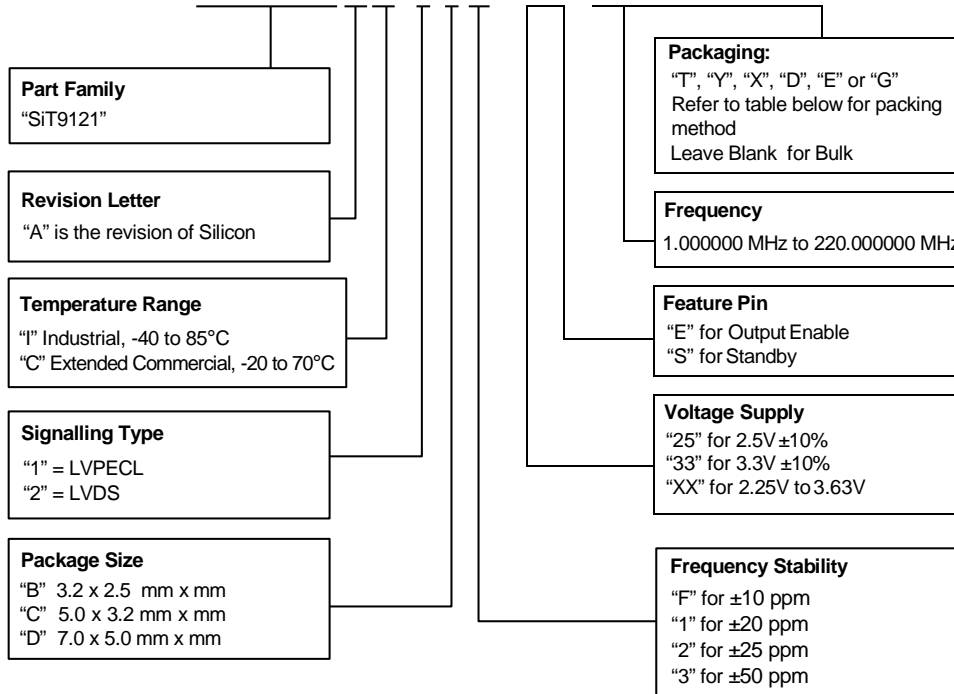 Part Family
“SiT9121”
Revision Letter
“A” is the revision of Silicon
Temperature Range
“I” Industrial, -40 to 85°C
“C” Extended Commercial, -20 to 70°C
Signalling Type
“1” = LVPECL
“2” = LVDS
Package Size
“B” 3.2 x 2.5 mm x mm
“C” 5.0 x 3.2 mm x mm
“D” 7.0 x 5.0 mm x mm
Packaging:
“T”, “Y”, “X”, “D”, “E” or “G”
Refer to table below for packing
method
Leave Blank for Bulk
Frequency
1.000000 MHz to 220.000000 MHz
Feature Pin
“E” for Output Enable
“S” for Standby
Voltage Supply
“25” for 2.5V ±10%
“33” for 3.3V ±10%
“XX” for 2.25V to 3.63V
Frequency Stability
“F” for ±10 ppm
“1” for ±20 ppm
“2” for ±25 ppm
“3” for ±50 ppm